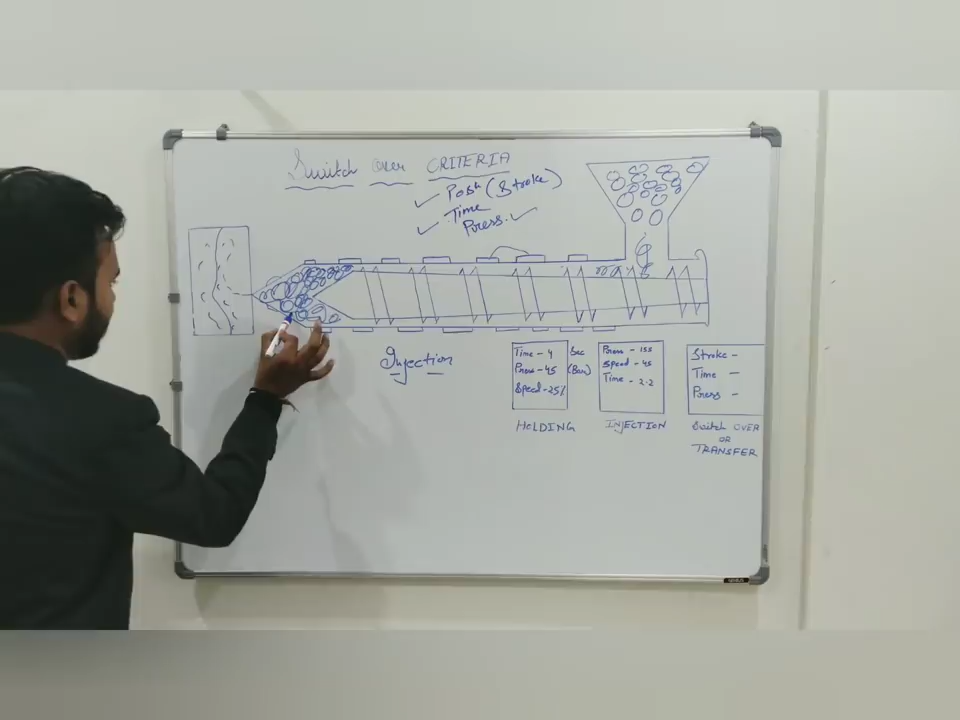 Switch over CRITERIA
✓ Posn (Stroke)
✓ Time
Press. ✓
Injection
Time - 4 Sec
Press - 45 (Bar)
Speed - 25%
HOLDING
Press - 155
Speed - 45
Time - 2.2
INJECTION
Stroke -
Time -
Press -
Switch OVER
OR
TRANSFER